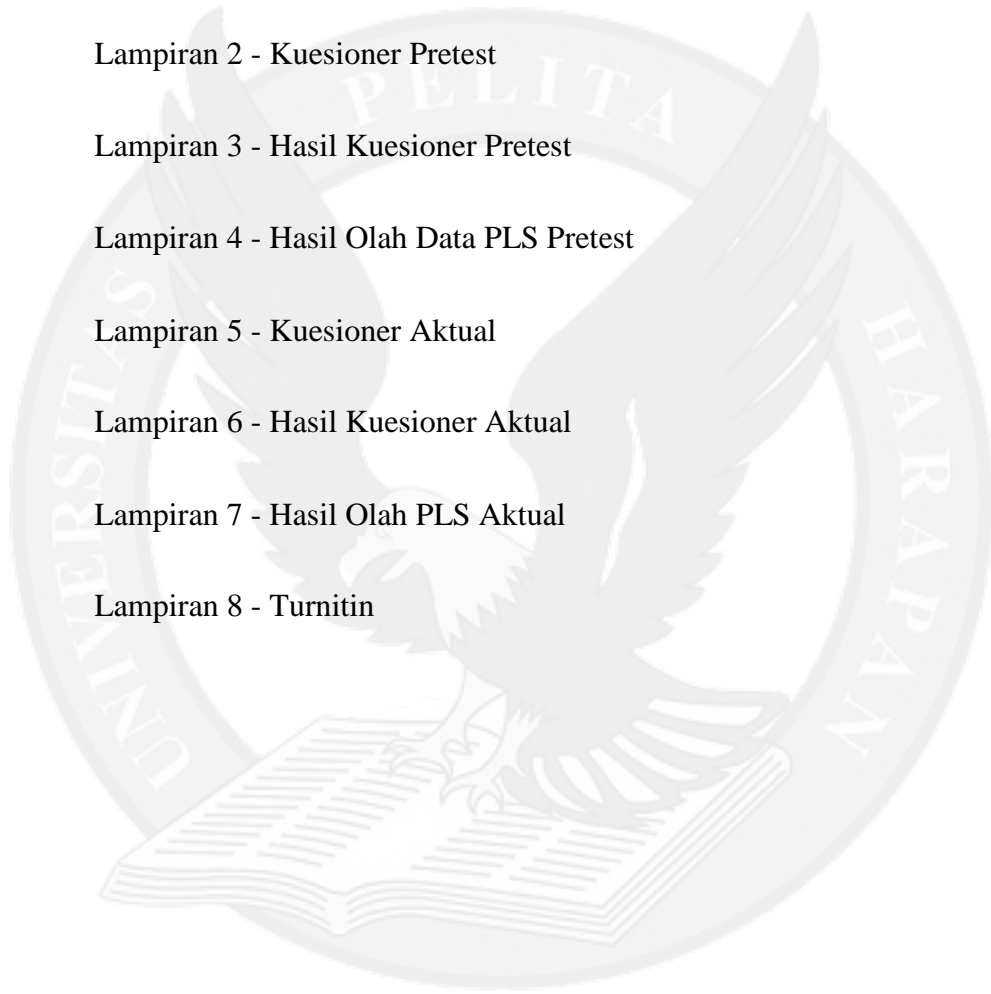 Lampiran 2 - Kuesioner Pretest
Lampiran 3 - Hasil Kuesioner Pretest
Lampiran 4 - Hasil Olah Data PLS Pretest
Lampiran 5 - Kuesioner Aktual
Lampiran 6 - Hasil Kuesioner Aktual
Lampiran 7 - Hasil Olah PLS Aktual
Lampiran 8 - Turnitin
UNIVERSITAS PELITA HARAPAN